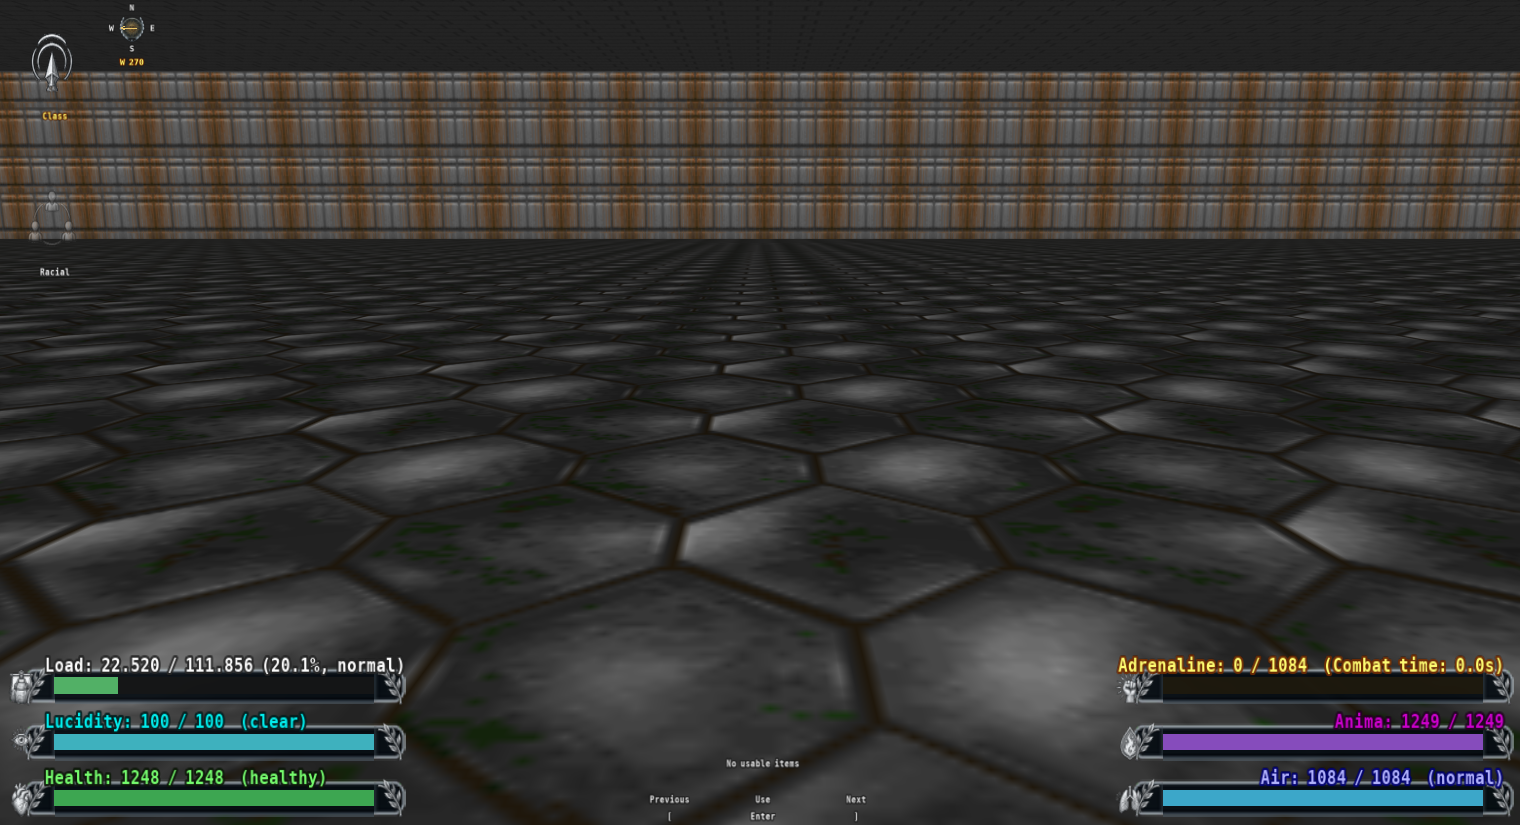 N
W E
S
W 270
Class
Racial
Load: 22.520 / 111.856 (20.1%, normal)
Lucidity: 100 / 100 (clear)
Health: 1248 / 1248 (healthy)
Adrenaline: 0 / 1084 (Combat time: 0.0s)
Anima: 1249 / 1249
Air: 1084 / 1084 (normal)
No usable items
Previous Use Next
[ Enter ]